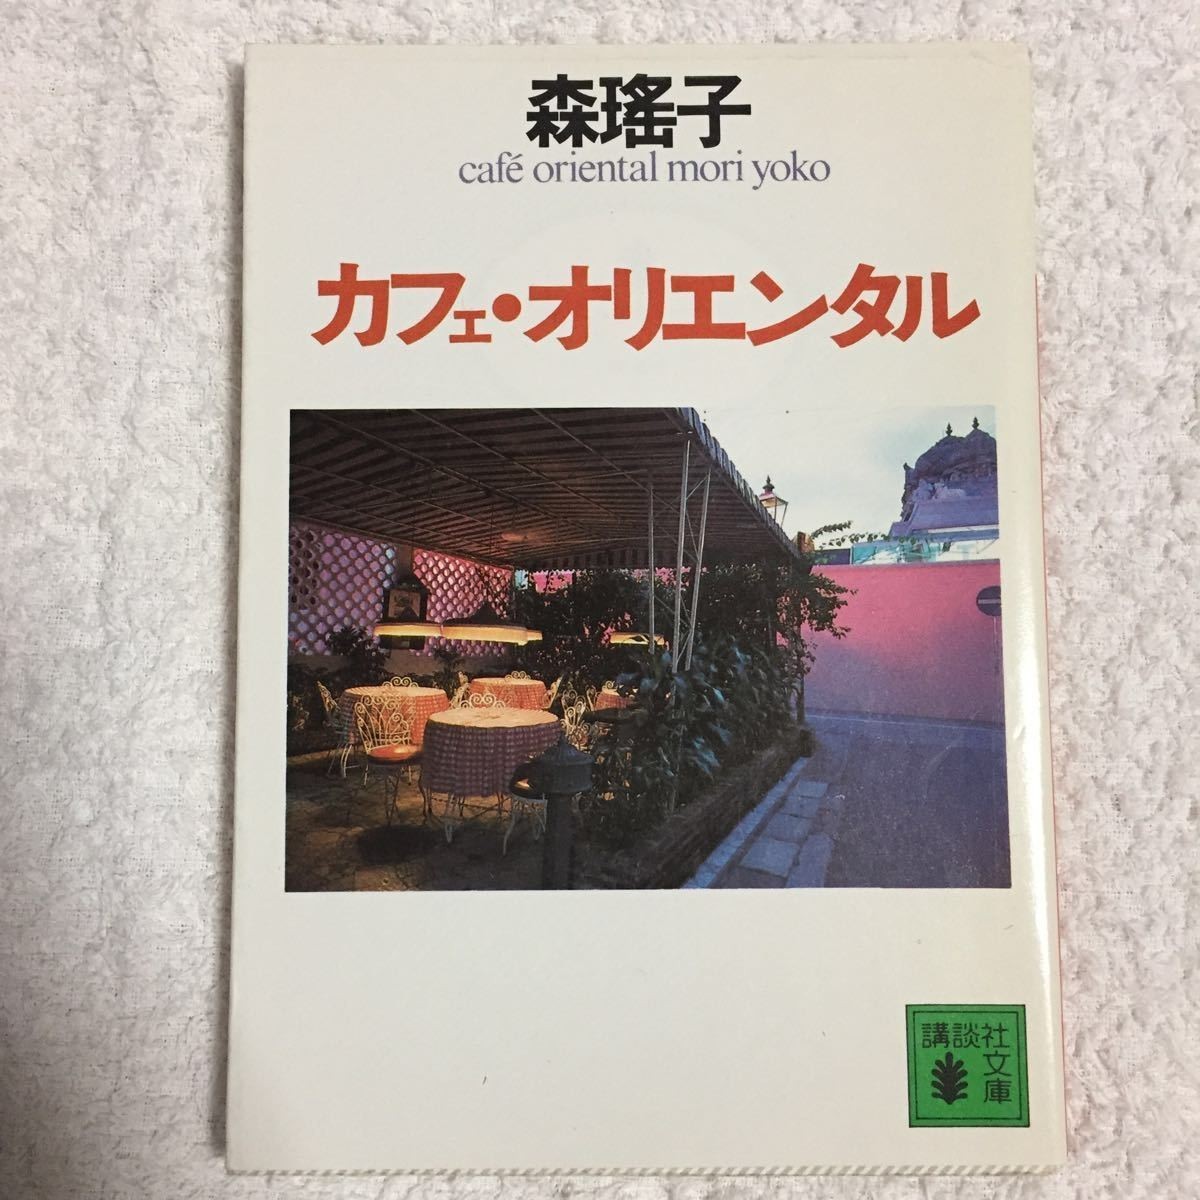 森瑤子
café oriental mori yoko
カフェ・オリエンタル
講談社
文庫